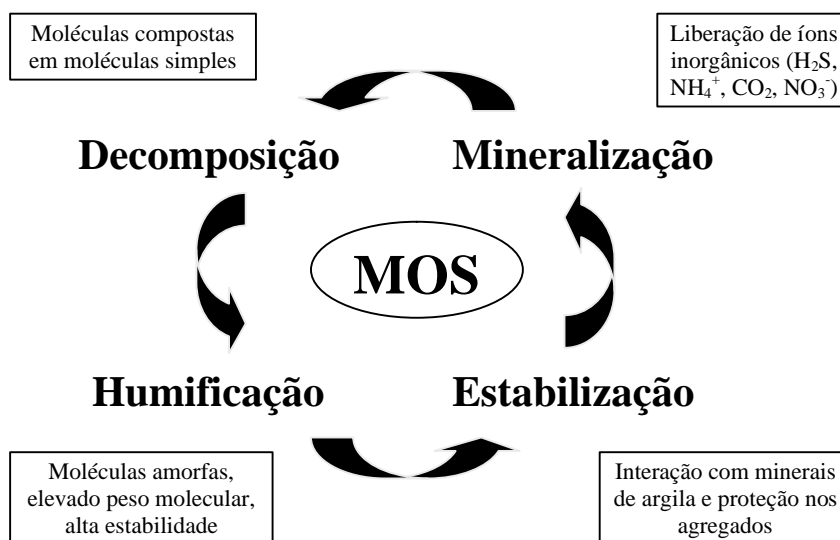 Moléculas compostas
em moléculas simples
Liberação de íons
inorgânicos (H₂S,
NH₄⁺, CO₂, NO₃⁻)
Decomposição
Mineralização
MOS
Humificação
Estabilização
Moléculas amorfas,
elevado peso molecular,
alta estabilidade
Interação com minerais
de argila e proteção nos
agregados